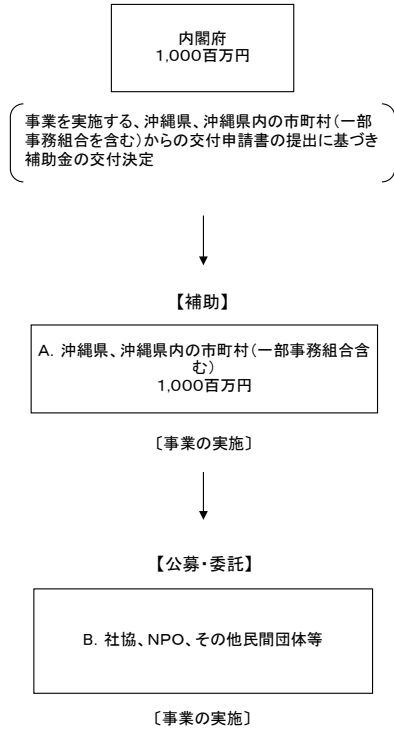 内閣府
1,000百万円
事業を実施する、沖縄県、沖縄県内の市町村(一部
事務組合を含む)からの交付申請書の提出に基づき
補助金の交付決定
【補助】
A. 沖縄県、沖縄県内の市町村(一部事務組合含
む)
1,000百万円
〔事業の実施〕
【公募・委託】
B. 社協、NPO、その他民間団体等
〔事業の実施〕